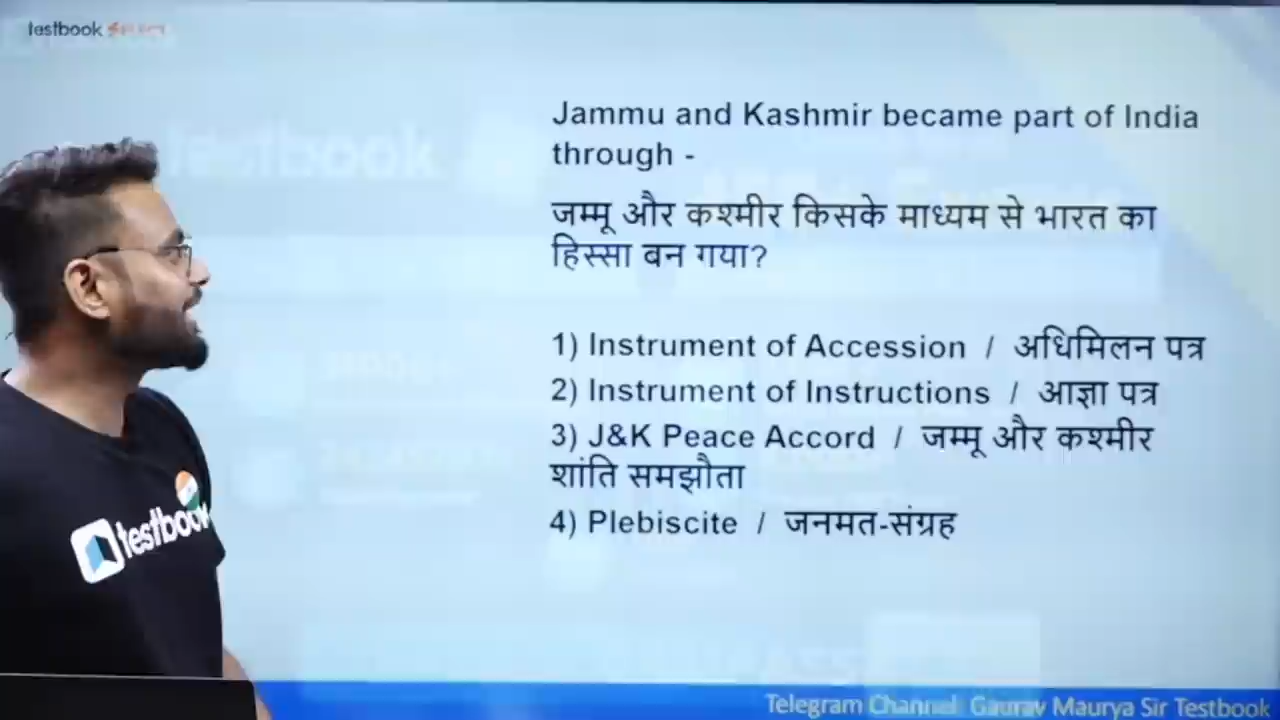 testbook SELECT
testbook
Jammu and Kashmir became part of India
through -
जम्मू और कश्मीर किसके माध्यम से भारत का
हिस्सा बन गया?
1) Instrument of Accession / अधिमिलन पत्र
2) Instrument of Instructions / आज्ञा पत्र
3) J&K Peace Accord / जम्मू और कश्मीर
शांति समझौता
4) Plebiscite / जनमत-संग्रह
testbook
Telegram Channel Gaurav Maurya Sir Testbook